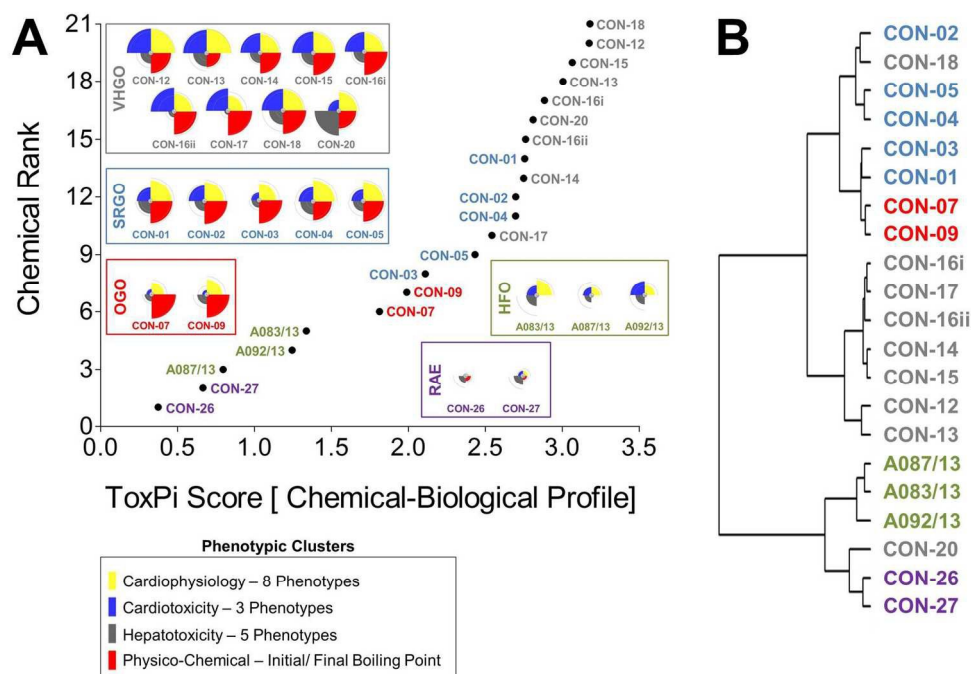 A
B
Chemical Rank
21
18
15
12
9
6
3
0
VHGO
CON-12 CON-13 CON-14 CON-15 CON-16i
CON-16ii CON-17 CON-18 CON-20
SRGO
CON-01 CON-02 CON-03 CON-04 CON-05
OGO
CON-07 CON-09
HFO
A083/13 A087/13 A092/13
RAE
CON-26 CON-27
CON-18
CON-12
CON-15
CON-13
CON-16i
CON-20
CON-16ii
CON-01
CON-14
CON-02
CON-04
CON-17
CON-05
CON-03
CON-09
CON-07
A083/13
A092/13
A087/13
CON-27
CON-26
0.0 0.5 1.0 1.5 2.0 2.5 3.0 3.5
ToxPi Score [ Chemical-Biological Profile]
Phenotypic Clusters
Cardiophysiology – 8 Phenotypes
Cardiotoxicity – 3 Phenotypes
Hepatotoxicity – 5 Phenotypes
Physico-Chemical – Initial/ Final Boiling Point
CON-02
CON-18
CON-05
CON-04
CON-03
CON-01
CON-07
CON-09
CON-16i
CON-17
CON-16ii
CON-14
CON-15
CON-12
CON-13
A087/13
A083/13
A092/13
CON-20
CON-26
CON-27